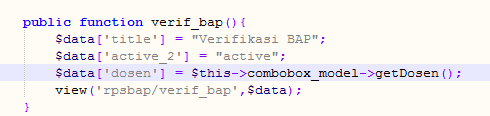 public function verif_bap(){
$data['title'] = "Verifikasi BAP";
$data['active_2'] = "active";
$data['dosen'] = $this->combobox_model->getDosen();
view('rpsbap/verif_bap',$data);
}